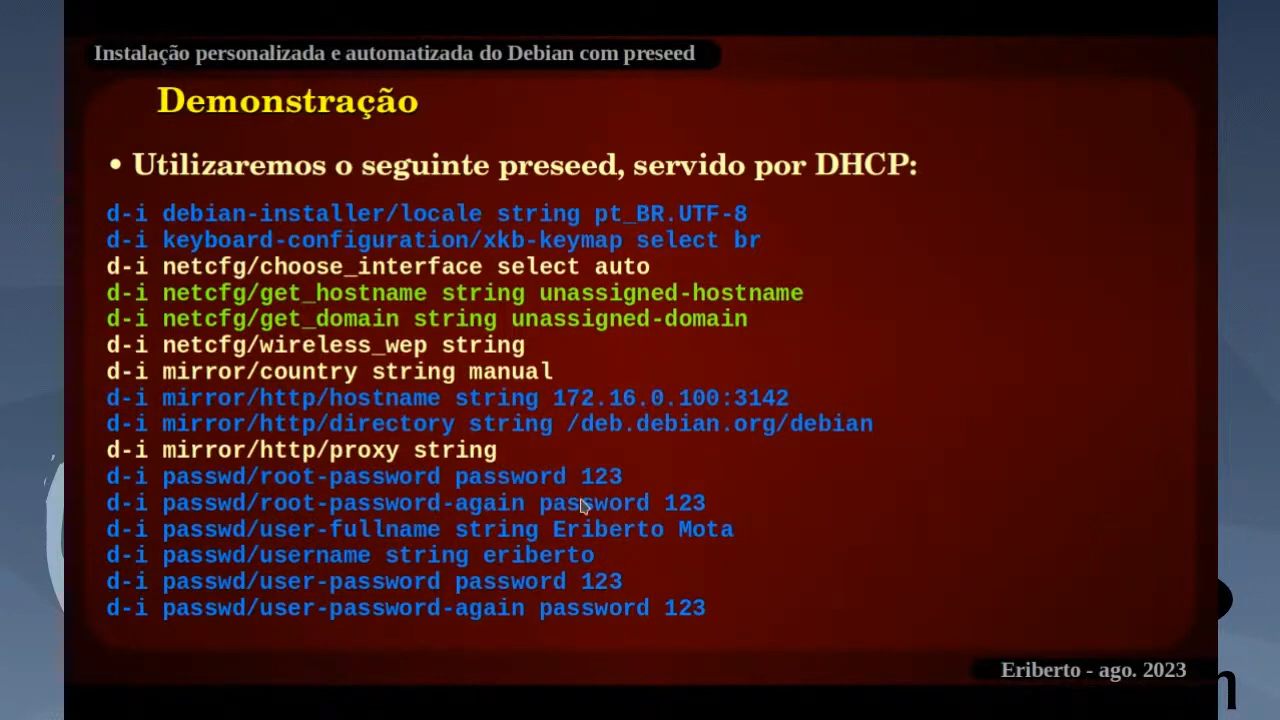 Instalação personalizada e automatizada do Debian com preseed
Demonstração
• Utilizaremos o seguinte preseed, servido por DHCP:
d-i debian-installer/locale string pt_BR.UTF-8
d-i keyboard-configuration/xkb-keymap select br
d-i netcfg/choose_interface select auto
d-i netcfg/get_hostname string unassigned-hostname
d-i netcfg/get_domain string unassigned-domain
d-i netcfg/wireless_wep string
d-i mirror/country string manual
d-i mirror/http/hostname string 172.16.0.100:3142
d-i mirror/http/directory string /deb.debian.org/debian
d-i mirror/http/proxy string
d-i passwd/root-password password 123
d-i passwd/root-password-again password 123
d-i passwd/user-fullname string Eriberto Mota
d-i passwd/username string eriberto
d-i passwd/user-password password 123
d-i passwd/user-password-again password 123
Eriberto - ago. 2023